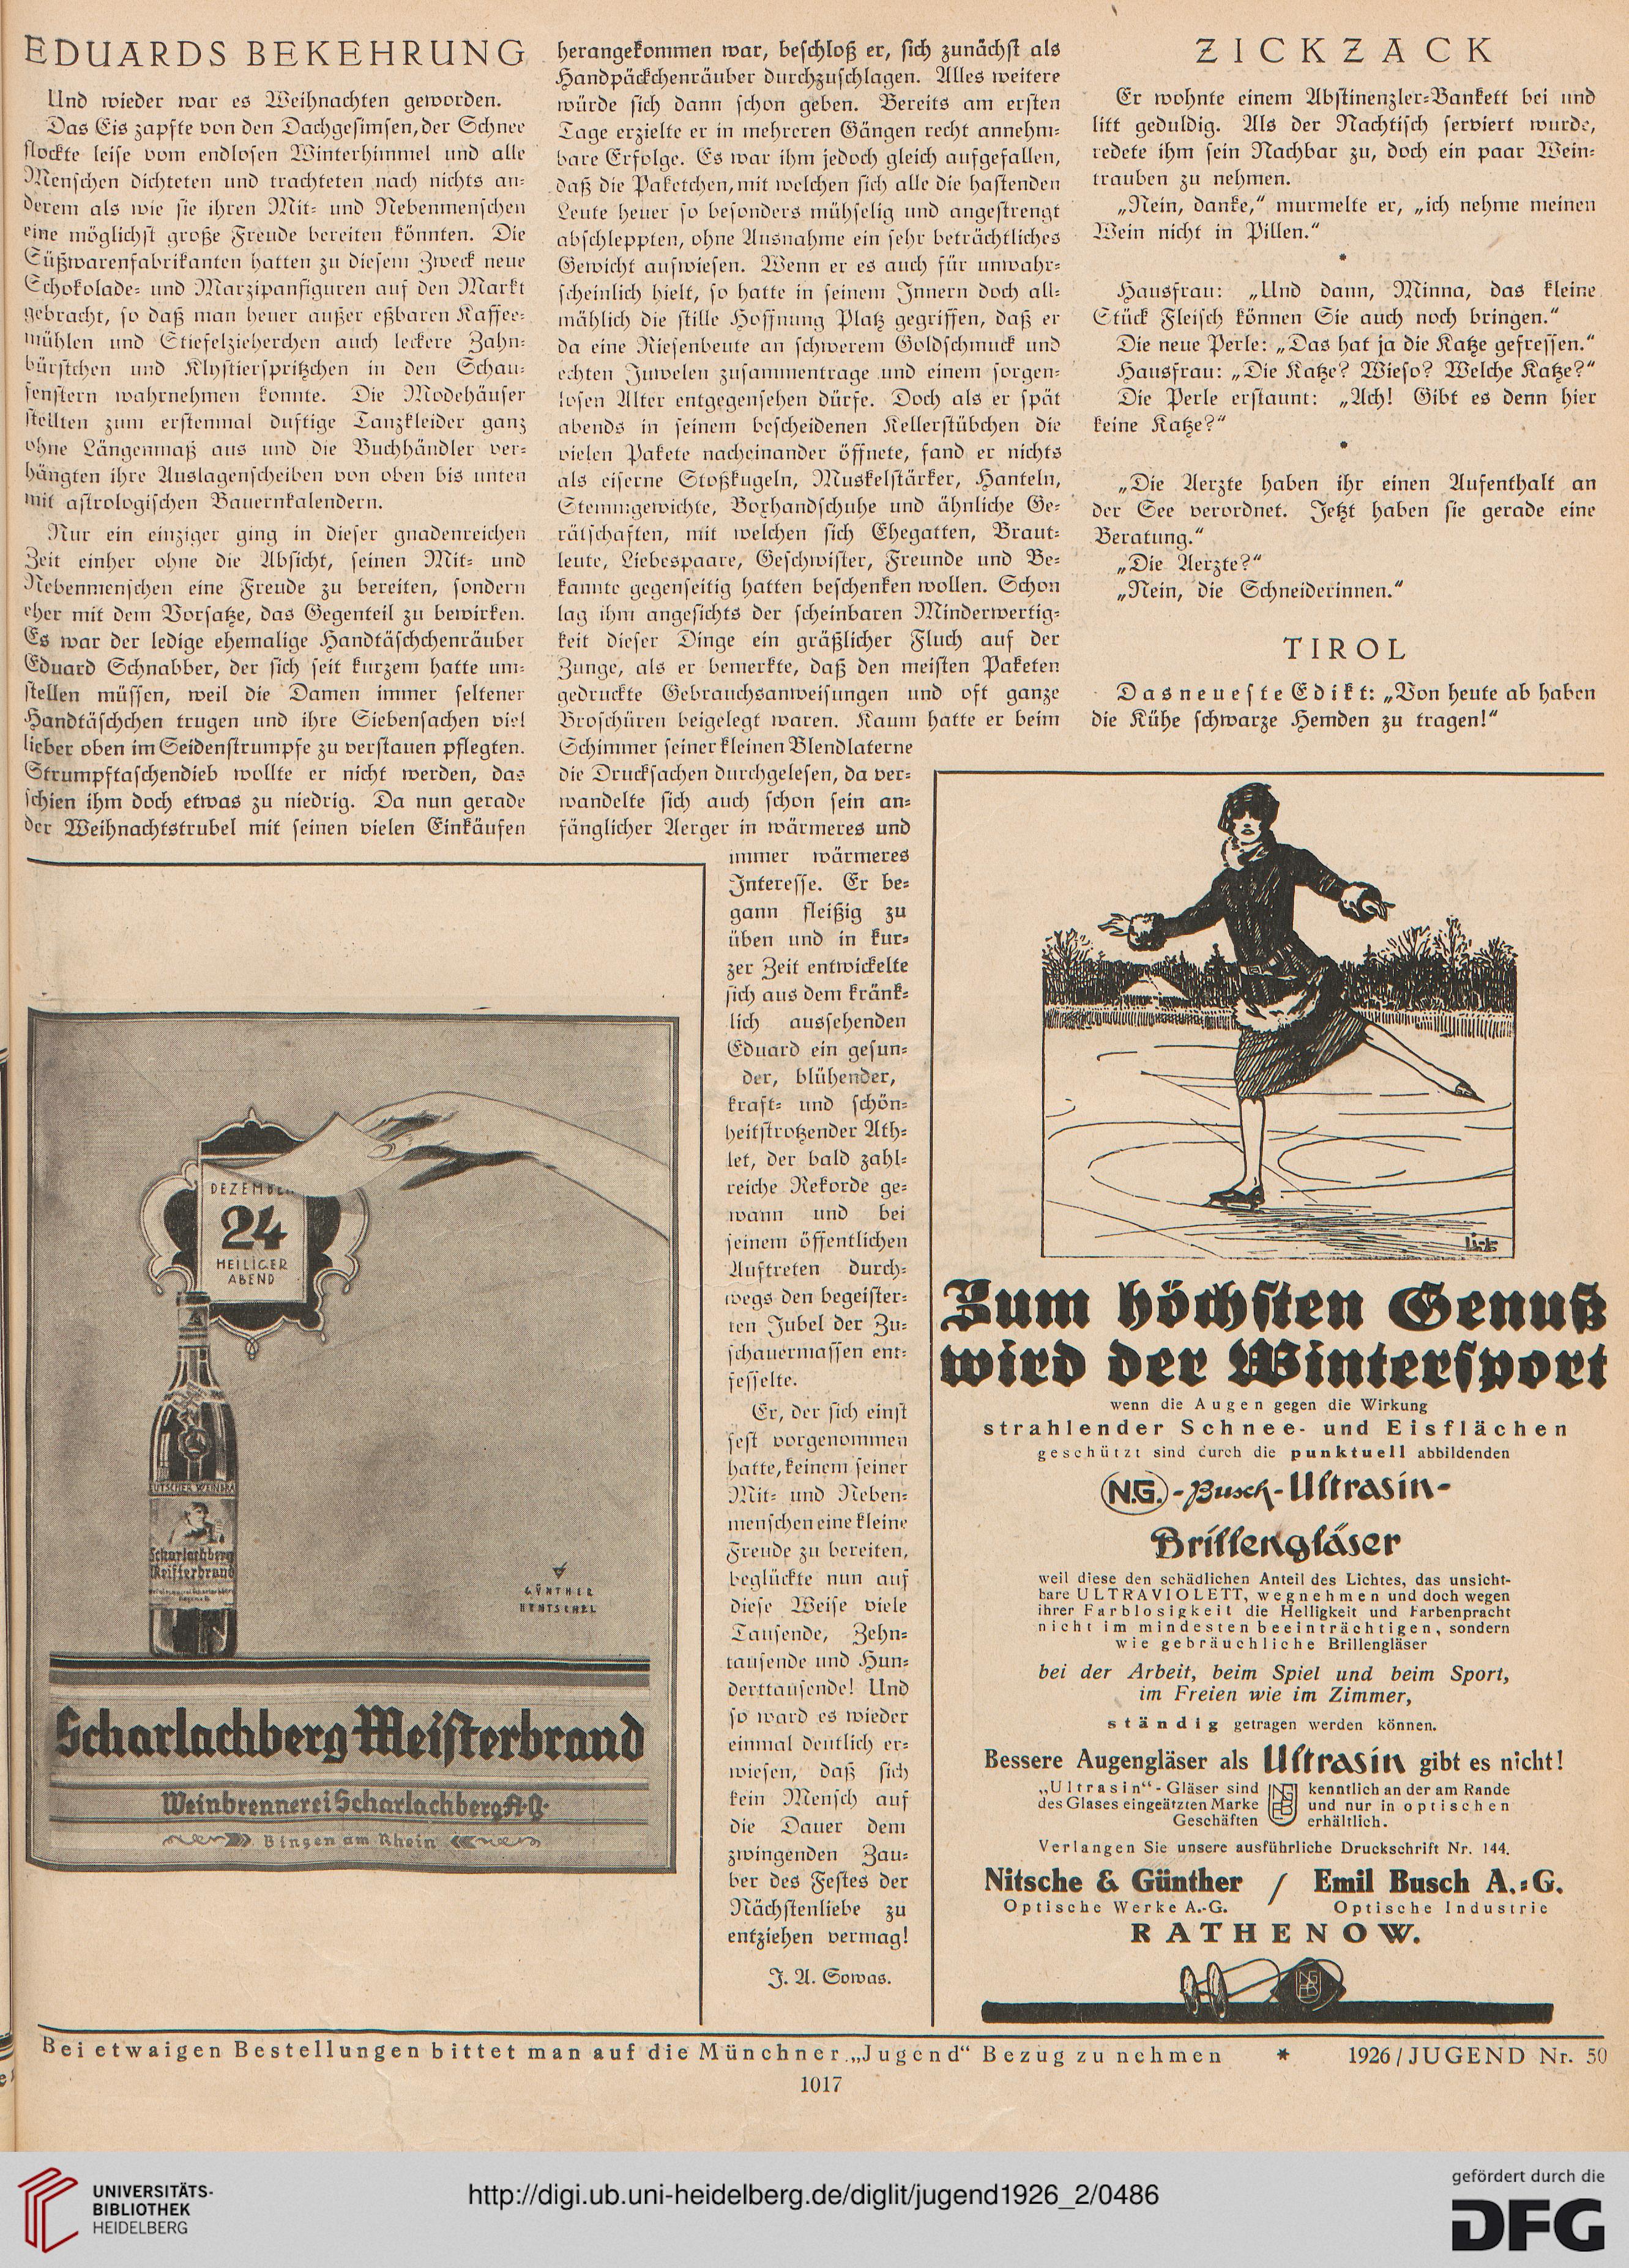 EDUARDS BEKEHRUNG
Und wieder war es Weihnachten geworden.
Das Eis zapfte von den Dachgesimsen, der Schnee
flockte leise vom endlosen Winterhimmel und alle
Menschen dichteten und trachteten nach nichts an-
derem als wie sie ihren Mit- und Nebenmenschen
eine möglichst große Freude bereiten könnten. Die
Süßwarenfabrikanten hatten zu diesem Zweck neue
Schokolade- und Marzipanfiguren auf den Markt
gebracht, so daß man heuer außer eßbaren Kaffee-
mühlen und Stiefelzieherchen auch leckere Zahn-
bürstchen und Klystierspritzchen in den Schau-
fenstern wahrnehmen konnte. Die Modehäuser
stellten zum erstenmal duftige Tanzkleider ganz
ohne Längenmaß aus und die Buchhändler ver-
hängten ihre Auslagenscheiben von oben bis unten
mit astrologischen Bauernkalendern.
Nur ein einziger ging in dieser gnadenreichen
Zeit einher ohne die Absicht, seinen Mit- und
Nebenmenschen eine Freude zu bereiten, sondern
eher mit dem Vorsatze, das Gegenteil zu bewirken.
Es war der ledige ehemalige Handtäschchenräuber
Eduard Schnabber, der sich seit kurzem hatte um-
stellen müssen, weil die Damen immer seltener
Handtäschchen trugen und ihre Siebensachen viel
lieber oben im Seidenstrumpfe zu verstauen pflegten.
Strumpftaschendieb wollte er nicht werden, das
schien ihm doch etwas zu niedrig. Da nun gerade
der Weihnachtstrubel mit seinen vielen Einkäufen
herangekommen war, beschloß er, sich zunächst als
Handpäckchenräuber durchzuschlagen. Alles weitere
würde sich dann schon geben. Bereits am ersten
Tage erzielte er in mehreren Gängen recht annehm-
bare Erfolge. Es war ihm jedoch gleich aufgefallen,
daß die Paketchen, mit welchen sich alle die hastenden
Leute heuer so besonders mühselig und angestrengt
abschleppten, ohne Ausnahme ein sehr beträchtliches
Gewicht aufwiesen. Wenn er es auch für unwahr-
scheinlich hielt, so hatte in seinem Innern doch all-
mählich die stille Hoffnung Platz gegriffen, daß er
da eine Riesenbeute an schwerem Goldschmuck und
echten Juwelen zusammentrage und einem sorgen-
losen Alter entgegensehen dürfe. Doch als er spät
abends in seinem bescheidenen Kellerstübchen die
vielen Pakete nacheinander öffnete, fand er nichts
als eiserne Stoßkugeln, Muskelstärker, Hanteln,
Stemmgewichte, Boxhandschuhe und ähnliche Ge-
rätschaften, mit welchen sich Ehegatten, Braut-
leute, Liebespaare, Geschwister, Freunde und Be-
kannte gegenseitig hatten beschenken wollen. Schon
lag ihm angesichts der scheinbaren Minderwertig-
keit dieser Dinge ein gräßlicher Fluch auf der
Zunge, als er bemerkte, daß den meisten Paketen
gedruckte Gebrauchsanweisungen und oft ganze
Broschüren beigelegt waren. Kaum hatte er beim
Schimmer seiner kleinen Blendlaterne
die Drucksachen durchgelesen, da ver-
wandelte sich auch schon sein an-
fänglicher Aerger in wärmeres und
immer wärmeres
Interesse. Er be-
gann fleißig zu
üben und in kur-
zer Zeit entwickelte
sich aus dem kränk-
lich aussehenden
Eduard ein gesun-
der, blühender,
kraft- und schön-
heitstrotzender Ath-
let, der bald zahl-
reiche Rekorde ge-
wann und bei
seinem öffentlichen
Auftreten durch-
wegs den begeister-
ten Jubel der Zu-
schauermassen ent-
fesselte.
Er, der sich einst
fest vorgenommen
hatte, keinem seiner
Mit- und Neben-
menschen eine kleine
Freude zu bereiten,
beglückte nun auf
diese Weise viele
Tausende, Zehn-
tausende und Hun-
derttausende! Und
so ward es wieder
einmal deutlich er-
wiesen, daß sich
kein Mensch auf
die Dauer dem
zwingenden Zau-
ber des Festes der
Nächstenliebe zu
entziehen vermag!
J. A. Sowas.
ZICKZACK
Er wohnte einem Abstinenzler-Bankett bei und
litt geduldig. Als der Nachtisch serviert wurde,
redete ihm sein Nachbar zu, doch ein paar Wein-
trauben zu nehmen.
„Nein, danke,“ murmelte er, „ich nehme meinen
Wein nicht in Pillen.“
*
Hausfrau: „Und dann, Minna, das kleine
Stück Fleisch können Sie auch noch bringen.“
Die neue Perle: „Das hat ja die Katze gefressen.“
Hausfrau: „Die Katze? Wieso? Welche Katze?“
Die Perle erstaunt: „Ach! Gibt es denn hier
keine Katze?“
*
„Die Aerzte haben ihr einen Aufenthalt an
der See verordnet. Jetzt haben sie gerade eine
Beratung.“
„Die Aerzte?“
„Nein, die Schneiderinnen.“
TIROL
Das neueste Edikt: „Von heute ab haben
die Kühe schwarze Hemden zu tragen!“
DEZEMBE
24
HEILIGER
ABEND
Scharlachberg
Meisterbrand
GÜNTHER
HENTSCHEL
Scharlachberg Meisterbrand
Weinbrennerei Scharlachberg A.G.
Bingen am Rhein
Zum höchsten Genuß
wird der Wintersport
wenn die Augen gegen die Wirkung
strahlender Schnee- und Eisflächen
geschützt sind durch die punktuell abbildenden
N.G.-Busch-Ultrasin-
Brillengläser
weil diese den schädlichen Anteil des Lichtes, das unsicht-
bare ULTRAVIOLETT, wegnehmen und doch wegen
ihrer Farblosigkeit die Helligkeit und Farbenpracht
nicht im mindesten beeinträchtigen, sondern
wie gebräuchliche Brillengläser
bei der Arbeit, beim Spiel und beim Sport,
im Freien wie im Zimmer,
ständig getragen werden können.
Bessere Augengläser als Ultrasin gibt es nicht!
„Ultrasin“-Gläser sind kenntlich an der am Rande
des Glases eingeätzten Marke und nur in optischen
Geschäften erhältlich.
Verlangen Sie unsere ausführliche Druckschrift Nr. 144.
Nitsche & Günther / Emil Busch A.-G.
Optische Werke A.-G. Optische Industrie
RATHENOW.
Bei etwaigen Bestellungen bittet man auf die Münchner „Jugend“ Bezug zu nehmen * 1926 / JUGEND Nr. 50
1017
UNIVERSITÄTS-
BIBLIOTHEK
HEIDELBERG
http://digi.ub.uni-heidelberg.de/diglit/jugend1926_2/0486
gefördert durch die
DFG